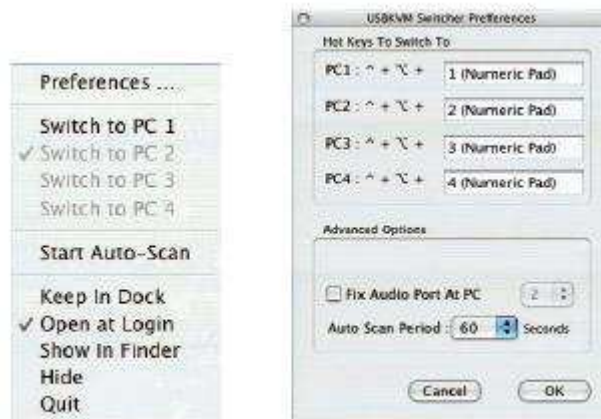 Preferences ...
Switch to PC 1
✓ Switch to PC 2
Switch to PC 3
Switch to PC 4
Start Auto-Scan
Keep In Dock
✓ Open at Login
Show In Finder
Hide
Quit
USBKVM Switcher Preferences
Hot Keys To Switch To
PC1 : ^ + ⌥ + 1 (Numeric Pad)
PC2 : ^ + ⌥ + 2 (Numeric Pad)
PC3 : ^ + ⌥ + 3 (Numeric Pad)
PC4 : ^ + ⌥ + 4 (Numeric Pad)
Advanced Options
Fix Audio Port At PC 2
Auto Scan Period : 60 Seconds
Cancel OK